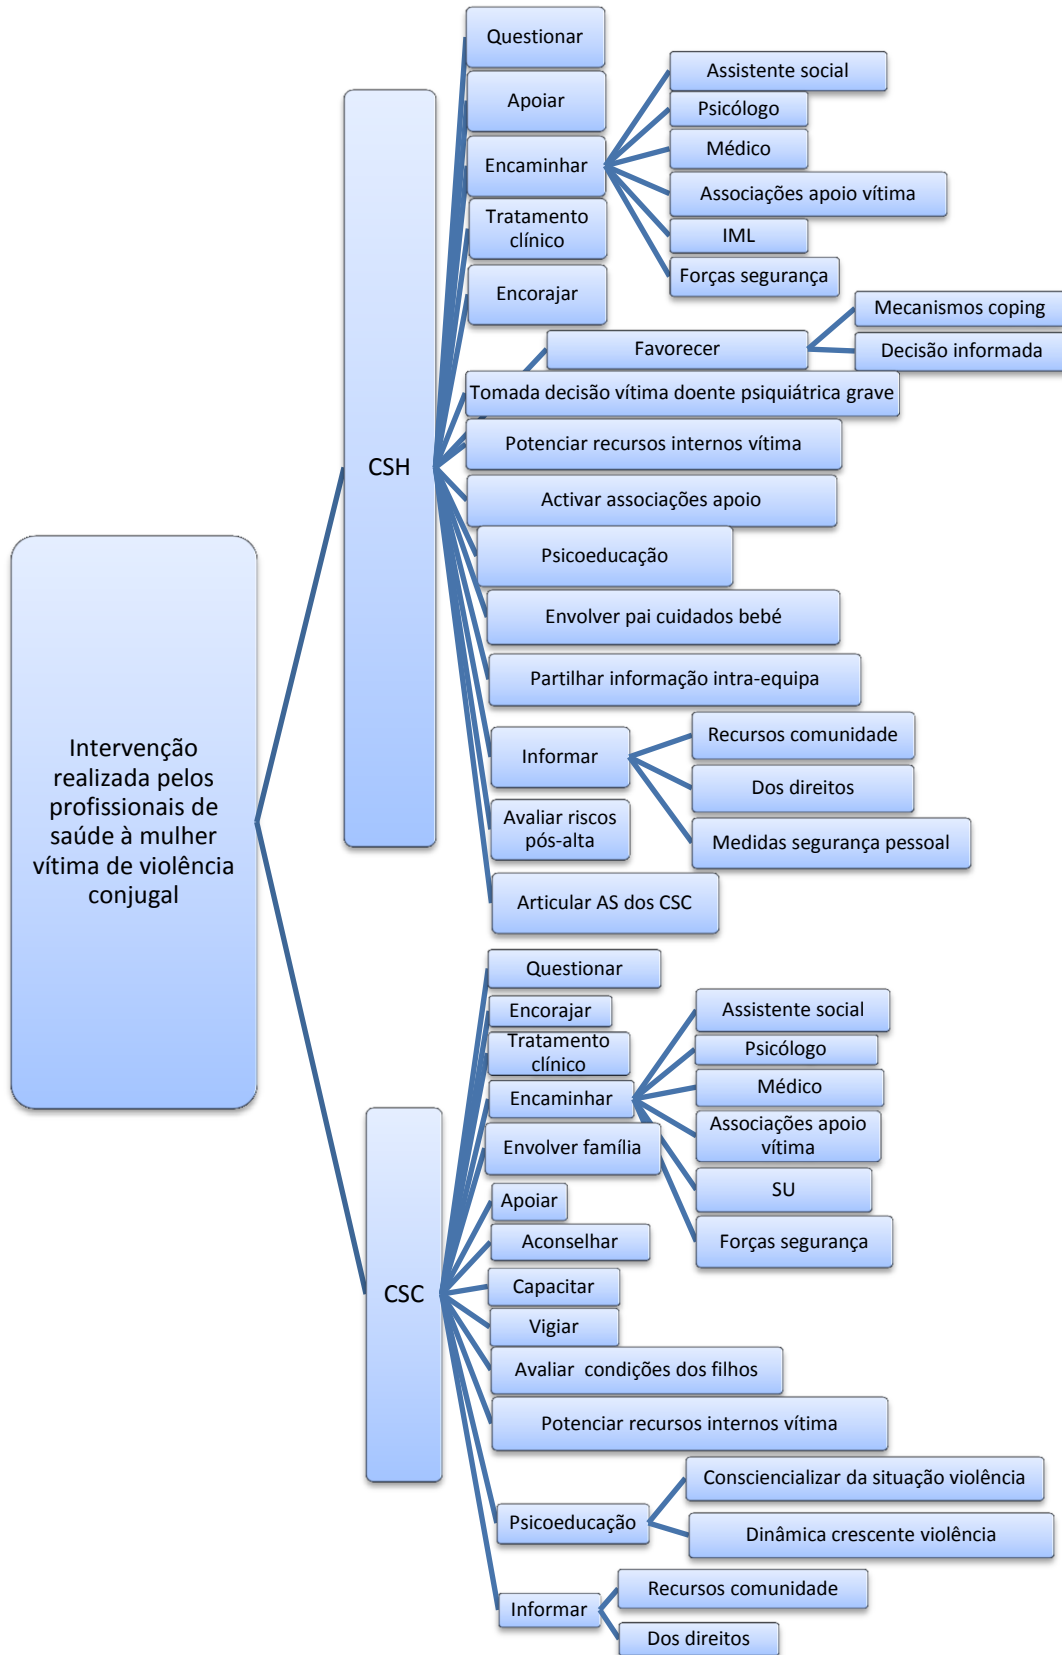 Intervenção
realizada pelos
profissionais de
saúde à mulher
vítima de violência
conjugal
CSH
Questionar
Apoiar
Encaminhar
Assistente social
Psicólogo
Médico
Associações apoio vítima
IML
Forças segurança
Tratamento
clínico
Encorajar
Favorecer
Mecanismos coping
Decisão informada
Tomada decisão vítima doente psiquiátrica grave
Potenciar recursos internos vítima
Activar associações apoio
Psicoeducação
Envolver pai cuidados bebé
Partilhar informação intra-equipa
Informar
Recursos comunidade
Dos direitos
Medidas segurança pessoal
Avaliar riscos
pós-alta
Articular AS dos CSC
CSC
Questionar
Encorajar
Tratamento
clínico
Encaminhar
Assistente social
Psicólogo
Médico
Associações apoio
vítima
SU
Forças segurança
Envolver família
Apoiar
Aconselhar
Capacitar
Vigiar
Avaliar condições dos filhos
Potenciar recursos internos vítima
Psicoeducação
Consciencializar da situação violência
Dinâmica crescente violência
Informar
Recursos comunidade
Dos direitos